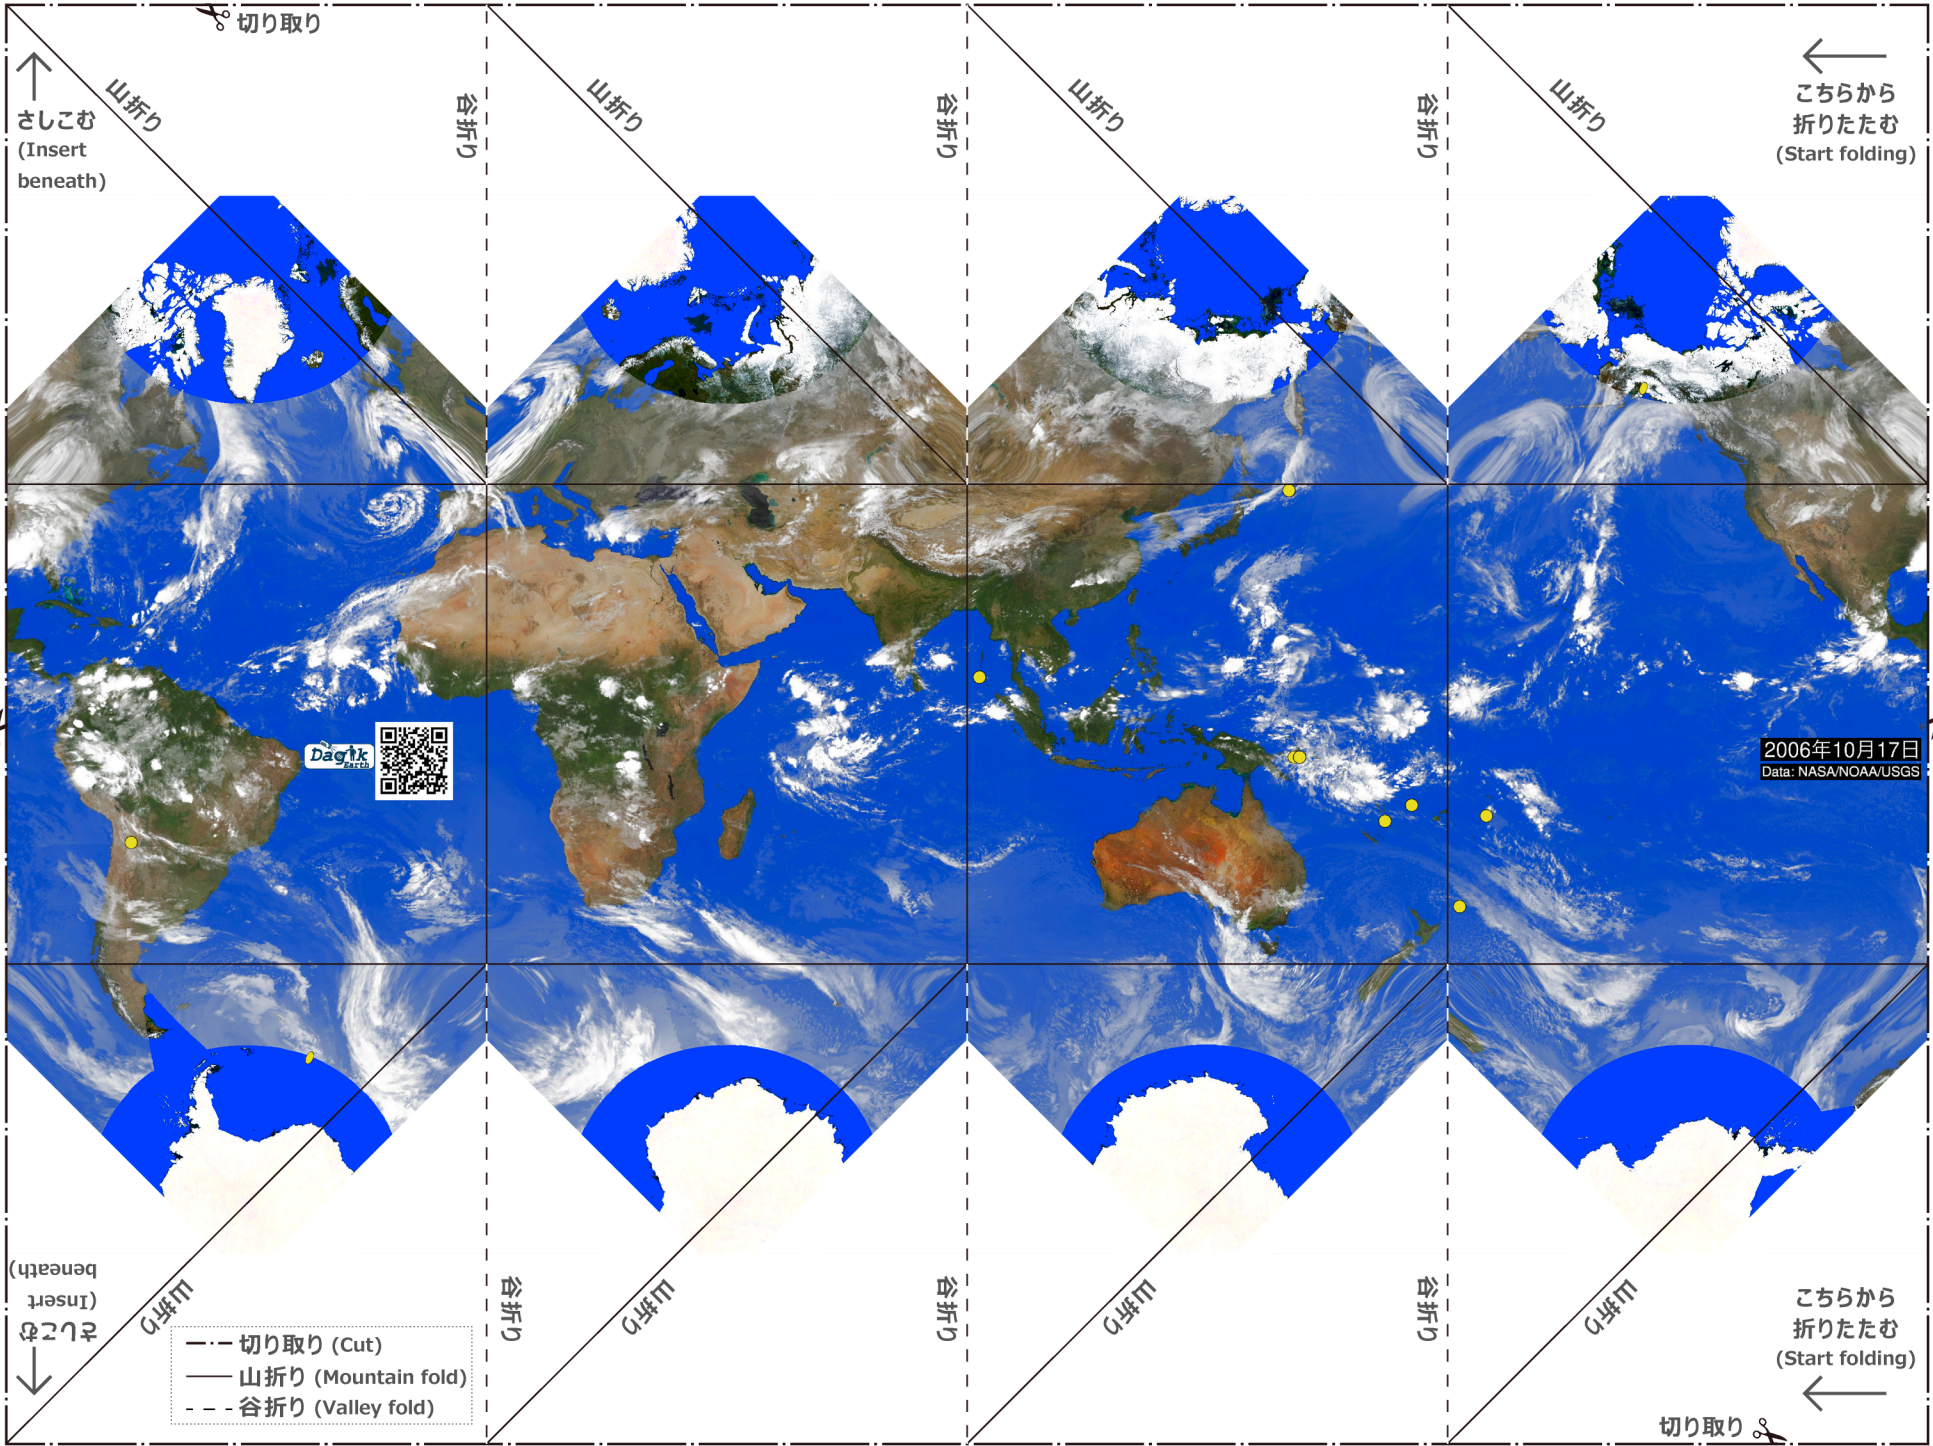 切り取り
山折り
谷折り
山折り
谷折り
山折り
谷折り
山折り
さしこむ
(Insert
beneath)
こちらから
折りたたむ
(Start folding)
Dagik
Earth
2006年10月17日
Data: NASA/NOAA/USGS
さしこむ
(Insert
beneath)
山折り
谷折り
山折り
谷折り
山折り
谷折り
山折り
こちらから
折りたたむ
(Start folding)
切り取り (Cut)
山折り (Mountain fold)
谷折り (Valley fold)
切り取り